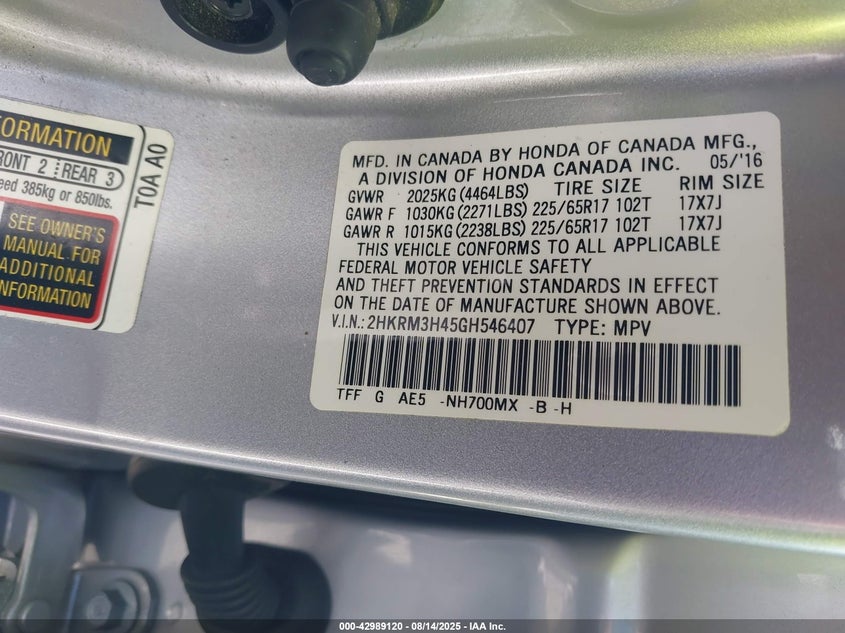 ORMATION
RONT 2 REAR 3
eed 385kg or 850lbs.
SEE OWNER'S
MANUAL FOR
ADDITIONAL
NFORMATION
T0A A0
MFD. IN CANADA BY HONDA OF CANADA MFG.,
A DIVISION OF HONDA CANADA INC. 05/'16
GVWR 2025KG (4464LBS) TIRE SIZE RIM SIZE
GAWR F 1030KG (2271LBS) 225/65R17 102T 17X7J
GAWR R 1015KG (2238LBS) 225/65R17 102T 17X7J
THIS VEHICLE CONFORMS TO ALL APPLICABLE
FEDERAL MOTOR VEHICLE SAFETY
AND THEFT PREVENTION STANDARDS IN EFFECT
ON THE DATE OF MANUFACTURE SHOWN ABOVE.
V.I.N.: 2HKRM3H45GH546407 TYPE: MPV
TFF G AE5 -NH700MX -B -H
000-42989120 - 08/14/2025 - IAA Inc.